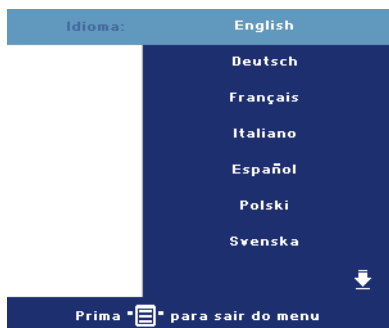 Idioma: English
Deutsch
Français
Italiano
Español
Polski
Svenska
Prima "" para sair do menu